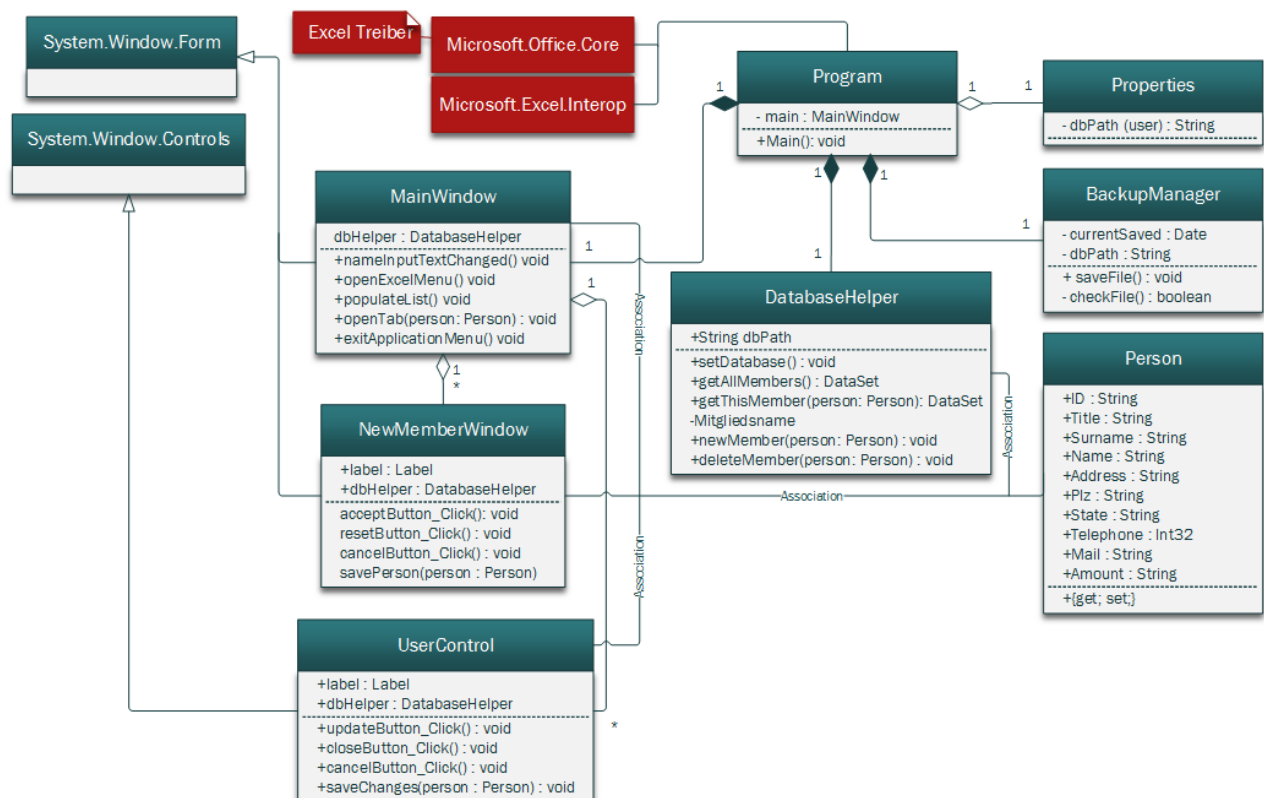 System.Window.Form
Excel Treiber
Microsoft.Office.Core
Microsoft.Excel.Interop
System.Window.Controls
Program
- main : MainWindow
+Main(): void
1
1
1
1
1
1
1
1
Properties
- dbPath (user) : String
BackupManager
- currentSaved : Date
- dbPath : String
+ saveFile() : void
- checkFile() : boolean
MainWindow
dbHelper : DatabaseHelper
+nameInputTextChanged() void
+openExcelMenu() void
+populateList() void
+openTab(person: Person) : void
+exitApplicationMenu() void
1
1
*
Association
Association
DatabaseHelper
+String dbPath
+setDatabase() : void
+getAllMembers() : DataSet
+getThisMember(person: Person): DataSet
-Mitgliedsname
+newMember(person: Person) : void
+deleteMember(person: Person) : void
Association
Association
Person
+ID : String
+Title : String
+Surname : String
+Name : String
+Address : String
+Plz : String
+State : String
+Telephone : Int32
+Mail : String
+Amount : String
+{get; set;}
NewMemberWindow
+label : Label
+dbHelper : DatabaseHelper
acceptButton_Click(): void
resetButton_Click() : void
cancelButton_Click() : void
savePerson(person : Person)
UserControl
+label : Label
+dbHelper : DatabaseHelper
+updateButton_Click() : void
+closeButton_Click() : void
+cancelButton_Click() : void
+saveChanges(person : Person) : void
*